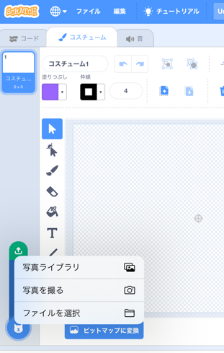 SCRATCH
ファイル
編集
チュートリアル
コード
コスチューム
音
1
コスチュ...
コスチューム1
塗りつぶし
枠線
4
T
写真ライブラリ
写真を撮る
ファイルを選択
ビットマップに変換